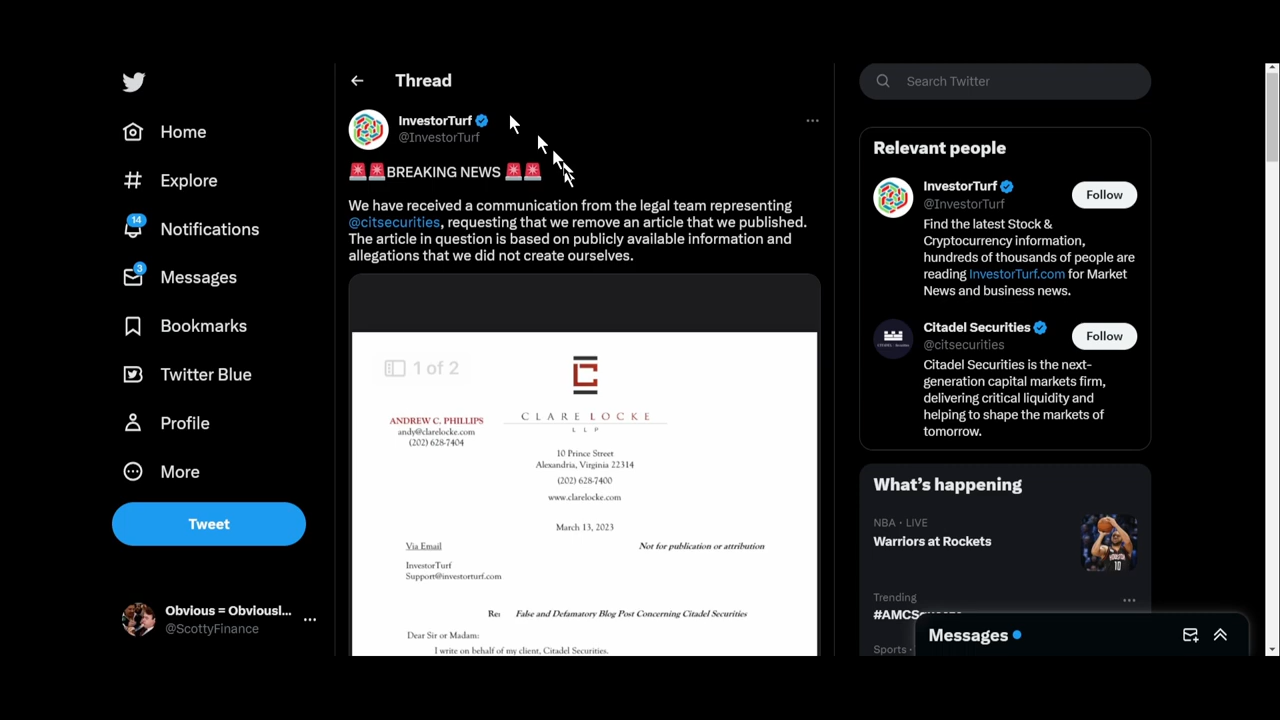 Home
Explore
14
Notifications
3
Messages
Bookmarks
Twitter Blue
Profile
More
Tweet
Obvious = Obviousl...
@ScottyFinance
Thread
InvestorTurf
@InvestorTurf
BREAKING NEWS
We have received a communication from the legal team representing
@citsecurities, requesting that we remove an article that we published.
The article in question is based on publicly available information and
allegations that we did not create ourselves.
1 of 2
ANDREW C. PHILLIPS
andy@clarelocke.com
(202) 628-7404
CLARE LOCKE
LLP
10 Prince Street
Alexandria, Virginia 22314
(202) 628-7400
www.clarelocke.com
March 13, 2023
Via Email
Not for publication or attribution
InvestorTurf
Support@investorturf.com
Re: False and Defamatory Blog Post Concerning Citadel Securities
Dear Sir or Madam:
I write on behalf of my client, Citadel Securities.
Search Twitter
Relevant people
InvestorTurf
@InvestorTurf
Follow
Find the latest Stock &
Cryptocurrency information,
hundreds of thousands of people are
reading InvestorTurf.com for Market
News and business news.
Citadel Securities
@citsecurities
Follow
Citadel Securities is the next-
generation capital markets firm,
delivering critical liquidity and
helping to shape the markets of
tomorrow.
What's happening
NBA · LIVE
Warriors at Rockets
Trending
Sports ·
Messages